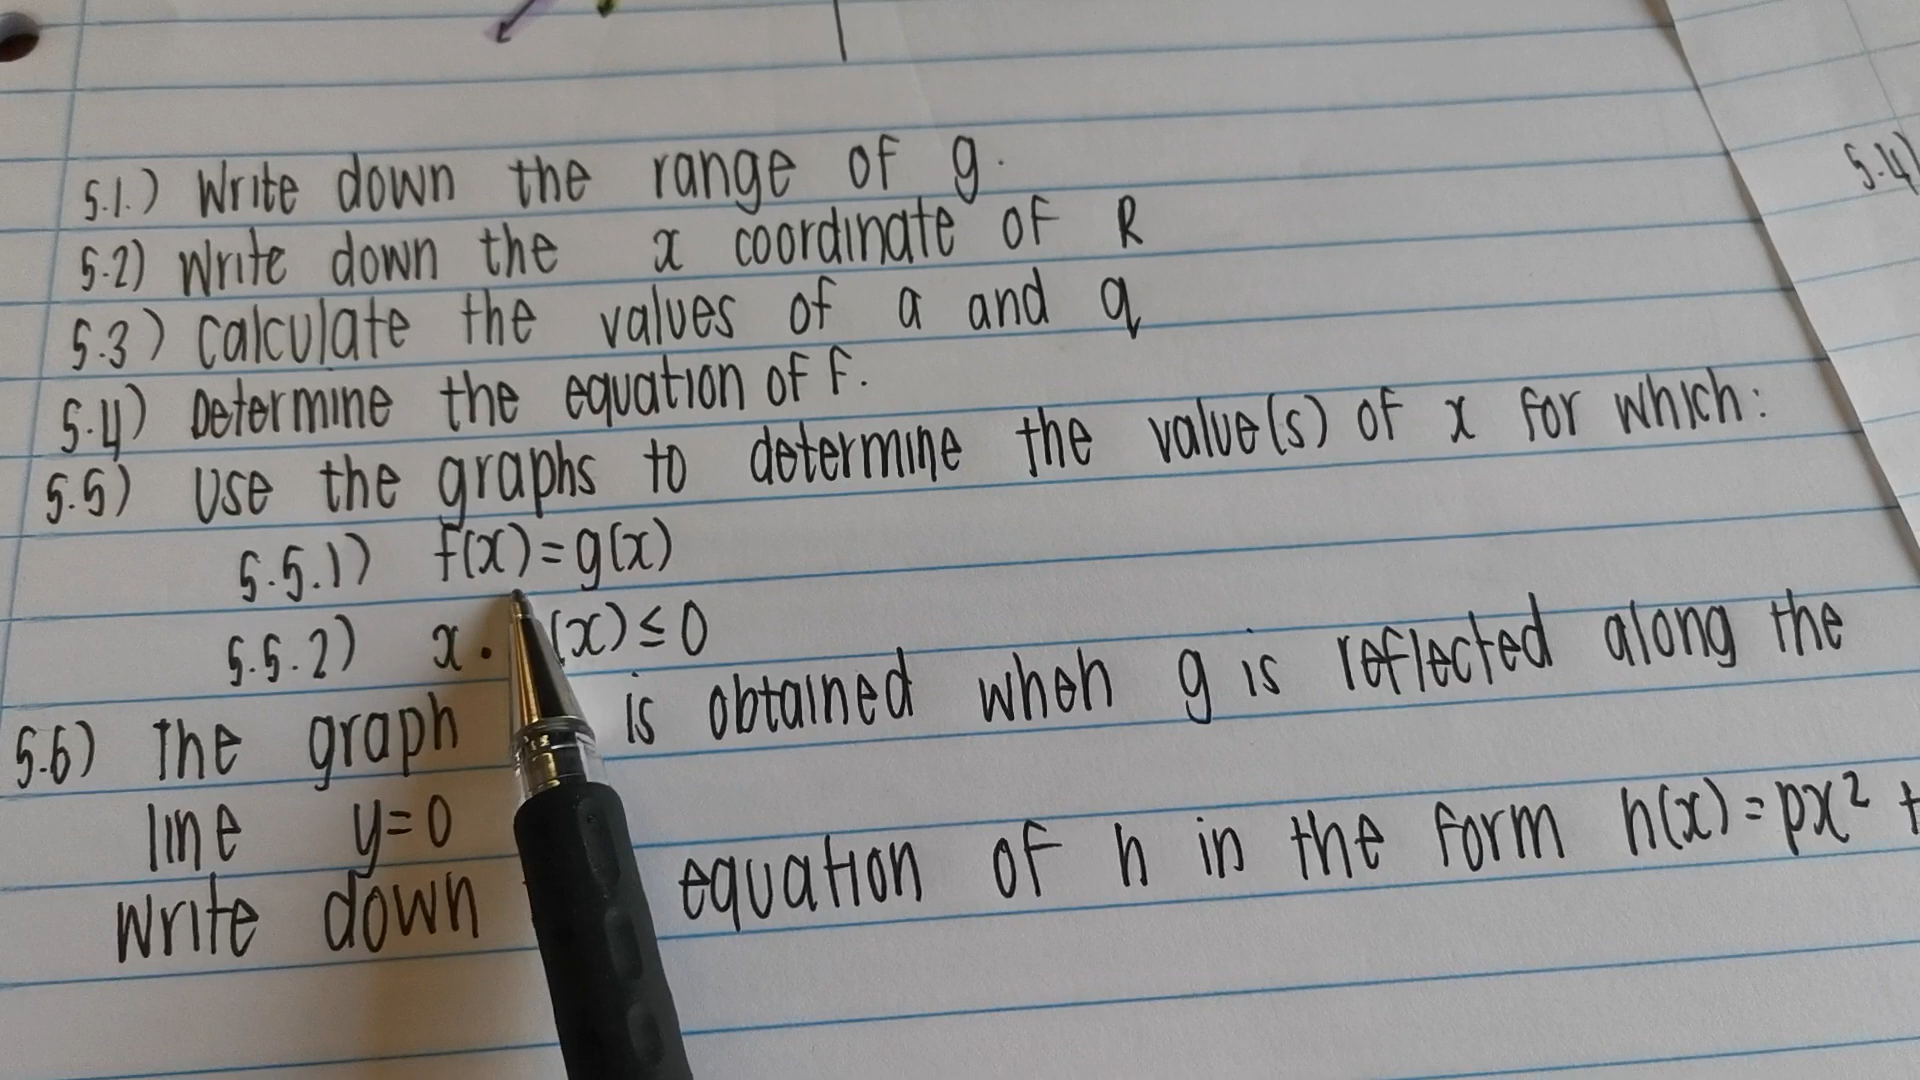 5.1.) Write down the range of g.
5.2) Write down the x coordinate of R
5.3) Calculate the values of a and q
5.4) Determine the equation of f.
5.5) Use the graphs to determine the value(s) of x for which:
5.5.1) f(x)=g(x)
5.5.2) x. (x) ≤ 0
5.6) The graph is obtained when g is reflected along the
line y=0
Write down equation of h in the form h(x)=px² +
5.4)